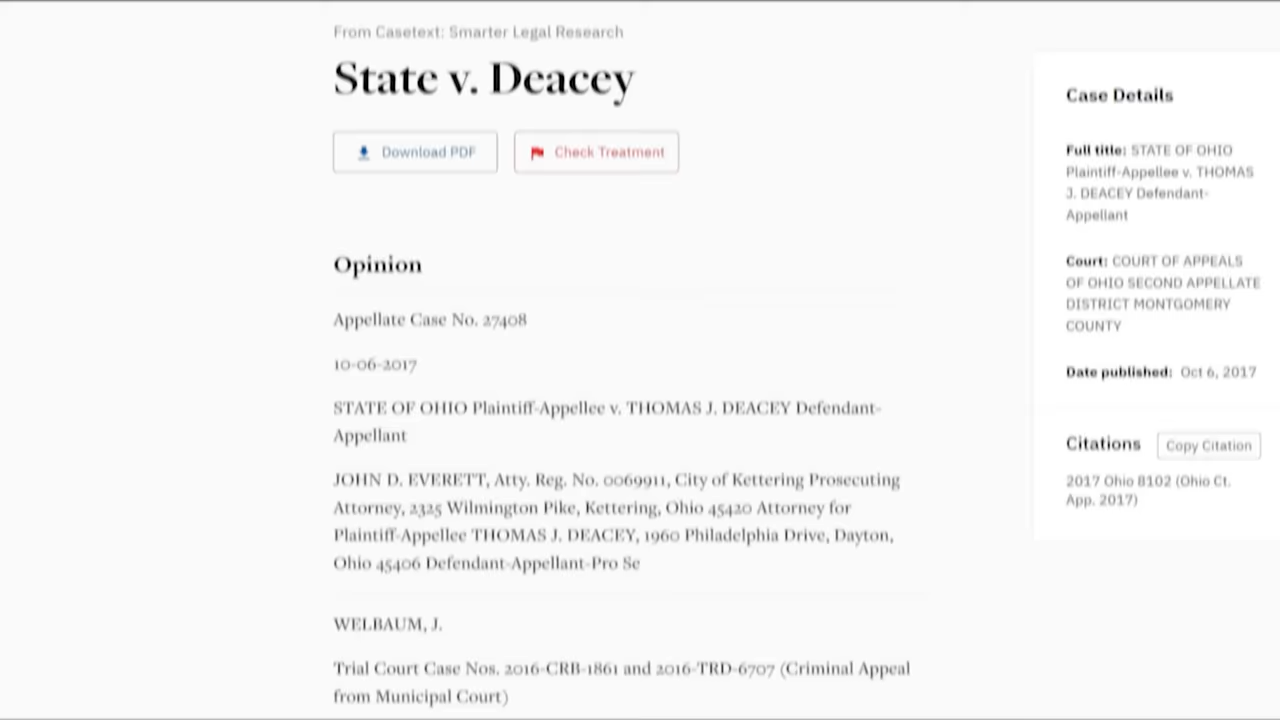 From Casetext: Smarter Legal Research
State v. Deacey
Download PDF
Check Treatment
Opinion
Appellate Case No. 27408
10-06-2017
STATE OF OHIO Plaintiff-Appellee v. THOMAS J. DEACEY Defendant-
Appellant
JOHN D. EVERETT, Atty. Reg. No. 0069911, City of Kettering Prosecuting
Attorney, 2325 Wilmington Pike, Kettering, Ohio 45420 Attorney for
Plaintiff-Appellee THOMAS J. DEACEY, 1960 Philadelphia Drive, Dayton,
Ohio 45406 Defendant-Appellant-Pro Se
WELBAUM, J.
Trial Court Case Nos. 2016-CRB-1861 and 2016-TRD-6707 (Criminal Appeal
from Municipal Court)
Case Details
Full title: STATE OF OHIO
Plaintiff-Appellee v. THOMAS
J. DEACEY Defendant-
Appellant
Court: COURT OF APPEALS
OF OHIO SECOND APPELLATE
DISTRICT MONTGOMERY
COUNTY
Date published: Oct 6, 2017
Citations
Copy Citation
2017 Ohio 8102 (Ohio Ct.
App. 2017)